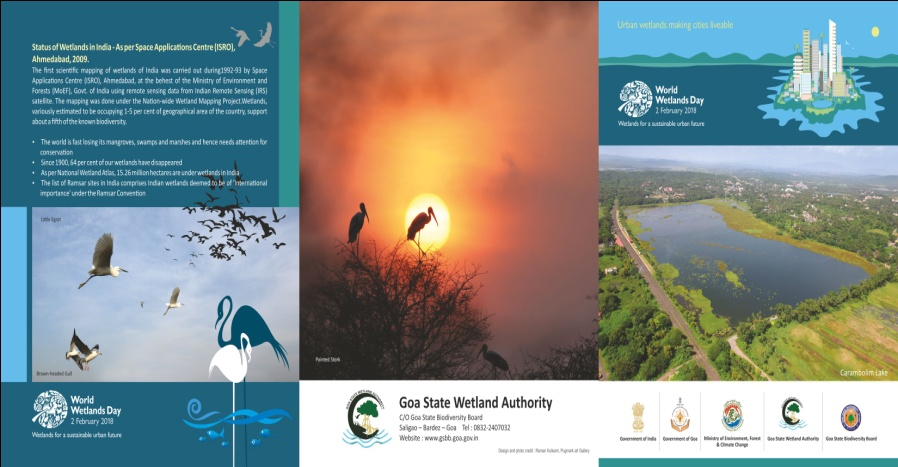 Status of Wetlands in India - As per Space Applications Centre (ISRO),
Ahmedabad, 2009.
The first scientific mapping of wetlands of India was carried out during1992-93 by Space
Applications Centre (ISRO), Ahmedabad, at the behest of the Ministry of Environment and
Forests (MoEF), Govt. of India using remote sensing data from Indian Remote Sensing (IRS)
satellite. The mapping was done under the Nation-wide Wetland Mapping Project.Wetlands,
variously estimated to be occupying 1-5 per cent of geographical area of the country, support
about a fifth of the known biodiversity.
• The world is fast losing its mangroves, swamps and marshes and hence needs attention for
conservation
• Since 1900, 64 per cent of our wetlands have disappeared
• As per National Wetland Atlas, 15.26 million hectares are under wetlands in India
• The list of Ramsar sites in India comprises Indian wetlands deemed to be of 'International
importance' under the Ramsar Convention
Little Egret
Brown-headed Gull
World
Wetlands Day
2 February 2018
Wetlands for a sustainable urban future
Painted Stork
Goa State Wetland Authority
C/O Goa State Biodiversity Board
Saligao – Bardez – Goa Tel : 0832-2407032
Website : www.gsbb.goa.gov.in
Design and photo credit :
Urban wetlands making cities liveable
World
Wetlands Day
2 February 2018
Wetlands for a sustainable urban future
Carambolim Lake
Government of India
Government of Goa
Ministry of Environment, Forest
& Climate Change
Goa State Wetland Authority
Goa State Biodiversity Board